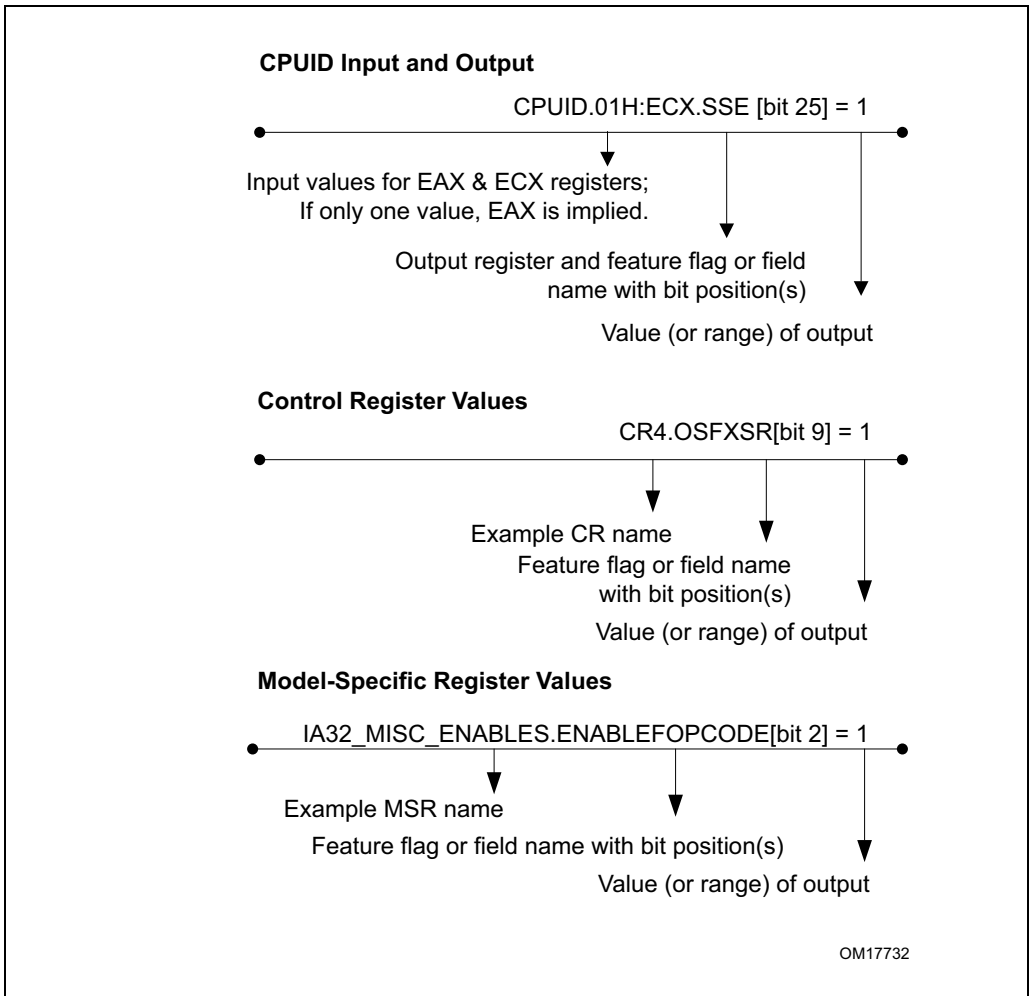 CPUID Input and Output
CPUID.01H:ECX.SSE [bit 25] = 1
Input values for EAX & ECX registers;
If only one value, EAX is implied.
Output register and feature flag or field
name with bit position(s)
Value (or range) of output
Control Register Values
CR4.OSFXSR[bit 9] = 1
Example CR name
Feature flag or field name
with bit position(s)
Value (or range) of output
Model-Specific Register Values
IA32_MISC_ENABLES.ENABLEFOPCODE[bit 2] = 1
Example MSR name
Feature flag or field name with bit position(s)
Value (or range) of output
OM17732